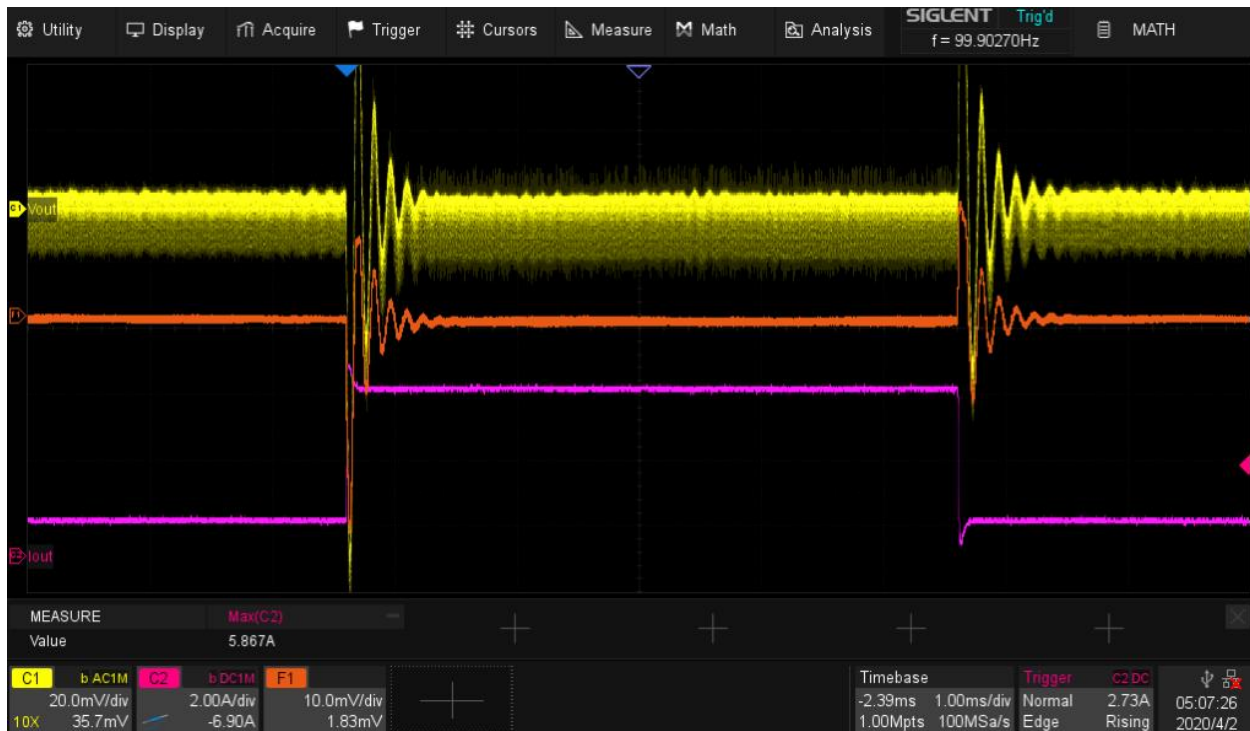 Utility Display Acquire Trigger Cursors Measure Math Analysis SIGLENT Trig'd MATH
f = 99.90270Hz
C1 Vout
F1
C2 Iout
MEASURE Max(C2)
Value 5.867A
C1 b AC1M C2 b DC1M F1 Timebase Trigger C2 DC
20.0mV/div 2.00A/div 10.0mV/div -2.39ms 1.00ms/div Normal 2.73A 05:07:26
10X 35.7mV -6.90A 1.83mV 1.00Mpts 100MSa/s Edge Rising 2020/4/2